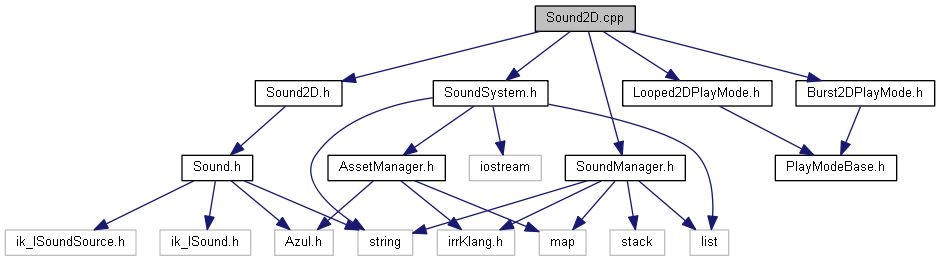 Sound2D.cpp
Sound2D.h
SoundSystem.h
Looped2DPlayMode.h
Burst2DPlayMode.h
Sound.h
AssetManager.h
iostream
SoundManager.h
PlayModeBase.h
ik_ISoundSource.h
ik_ISound.h
Azul.h
string
irrKlang.h
map
stack
list